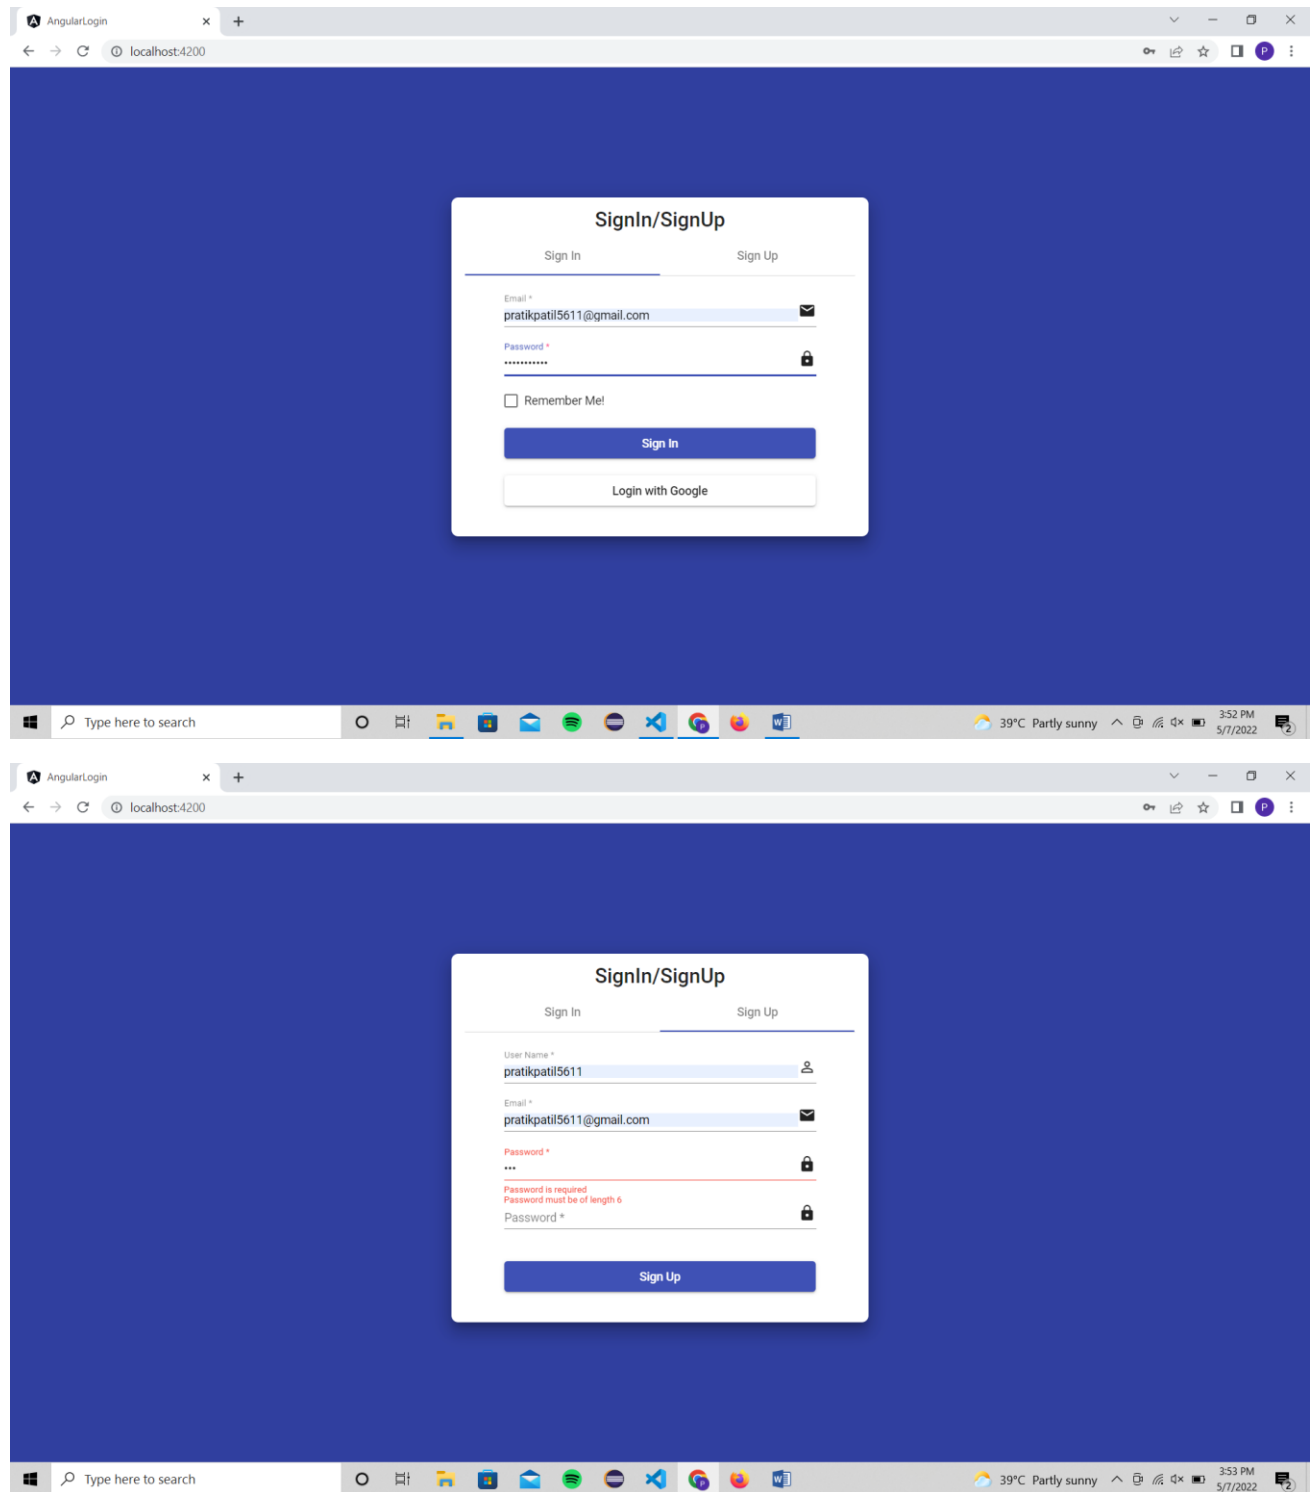 AngularLogin
localhost:4200
P
SignIn/SignUp
Sign In Sign Up
Email *
pratikpatil5611@gmail.com
Password *
•••••••••••
Remember Me!
Sign In
Login with Google
Type here to search
39°C Partly sunny
3:52 PM
5/7/2022
2
AngularLogin
localhost:4200
P
SignIn/SignUp
Sign In Sign Up
User Name *
pratikpatil5611
Email *
pratikpatil5611@gmail.com
Password *
•••
Password is required
Password must be of length 6
Password *
Sign Up
Type here to search
39°C Partly sunny
3:53 PM
5/7/2022
2